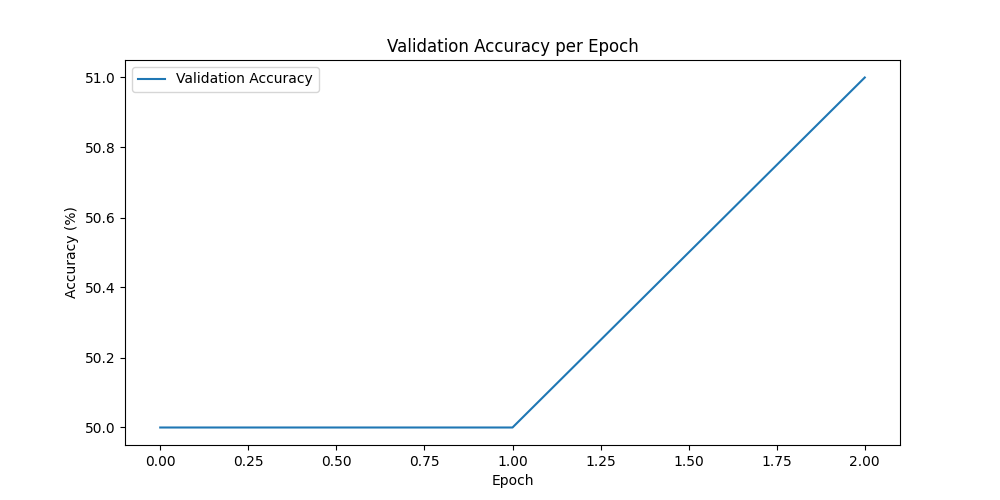 Validation Accuracy per Epoch
Validation Accuracy
Accuracy (%)
51.0
50.8
50.6
50.4
50.2
50.0
0.00 0.25 0.50 0.75 1.00 1.25 1.50 1.75 2.00
Epoch